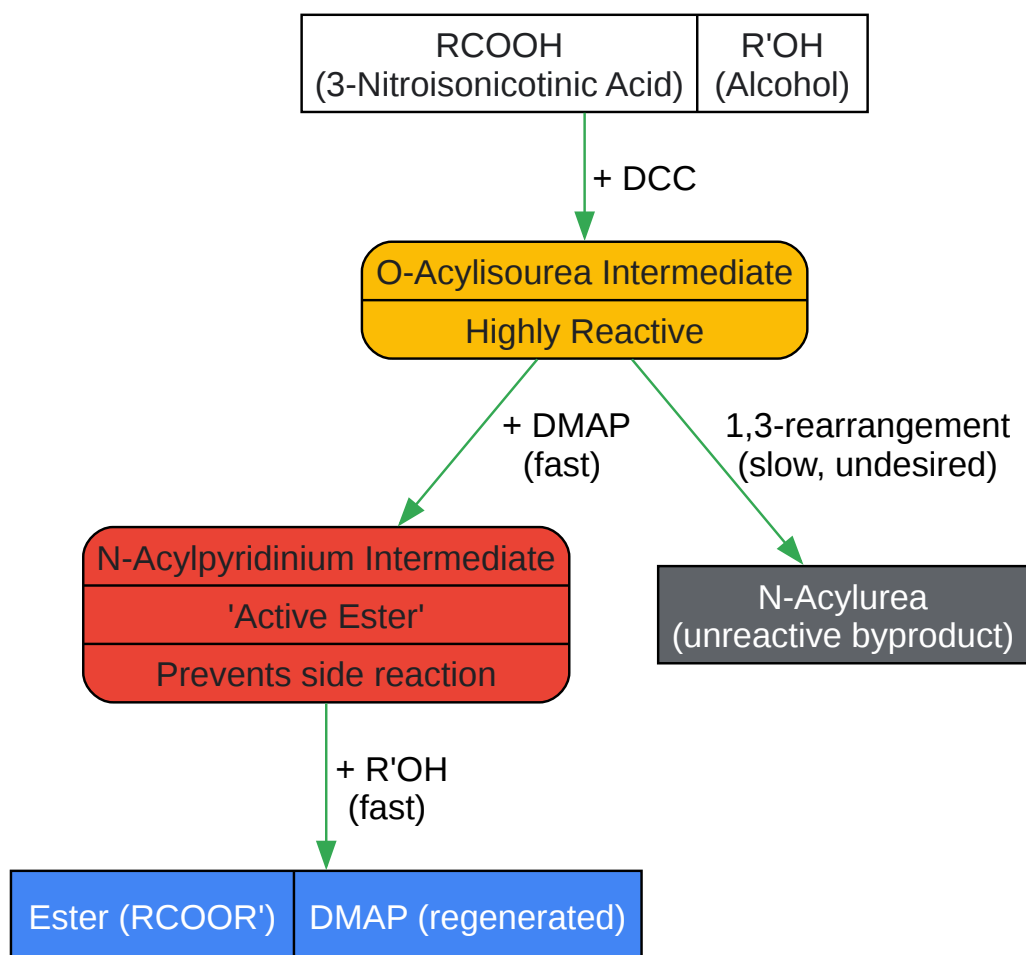 RCOOH
(3-Nitroisonicotinic Acid)
R'OH
(Alcohol)
+ DCC
O-Acylisourea Intermediate
Highly Reactive
+ DMAP
(fast)
1,3-rearrangement
(slow, undesired)
N-Acylpyridinium Intermediate
'Active Ester'
Prevents side reaction
N-Acylurea
(unreactive byproduct)
+ R'OH
(fast)
Ester (RCOOR')
DMAP (regenerated)